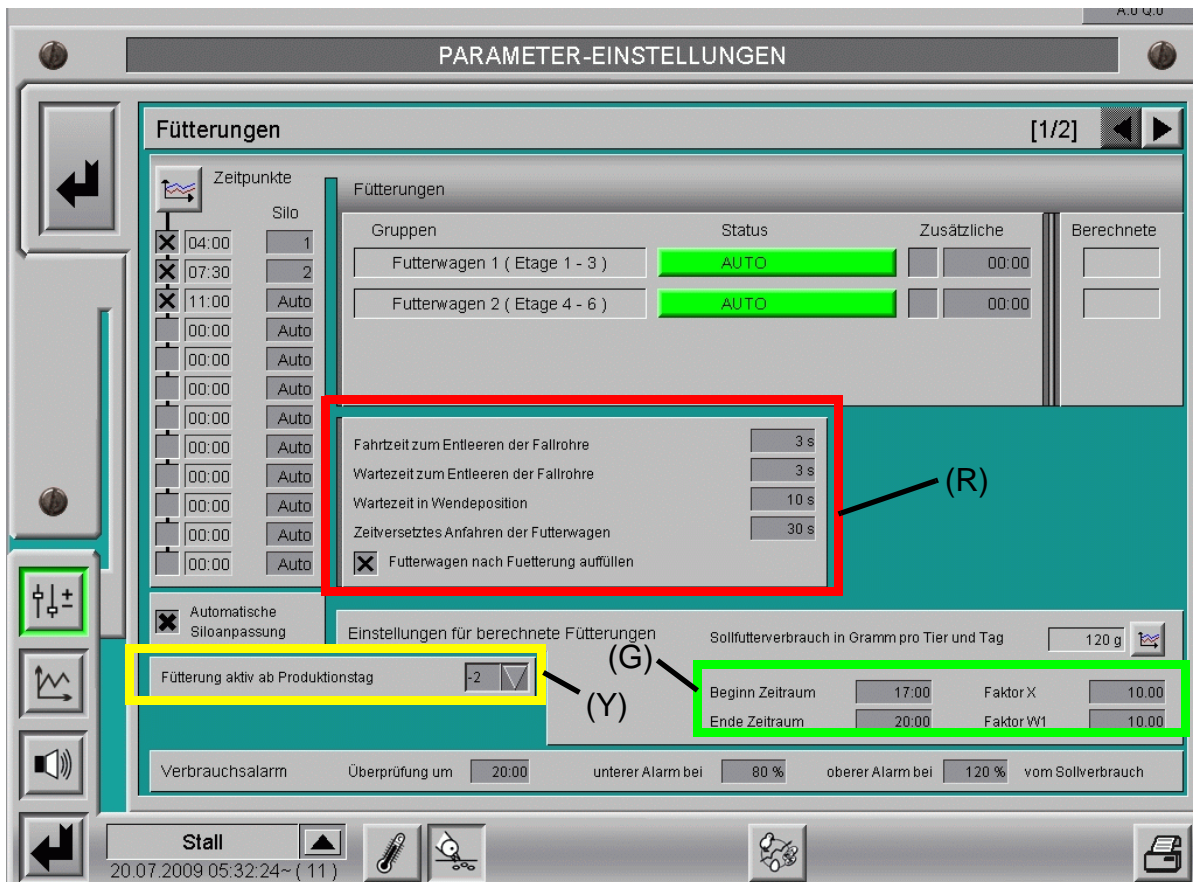 A:0 Q:0
PARAMETER-EINSTELLUNGEN
Fütterungen [1/2]
Zeitpunkte
Silo
04:00 1
07:30 2
11:00 Auto
00:00 Auto
00:00 Auto
00:00 Auto
00:00 Auto
00:00 Auto
00:00 Auto
00:00 Auto
00:00 Auto
00:00 Auto
Automatische
Siloanpassung
Fütterungen
Gruppen Status Zusätzliche Berechnete
Futterwagen 1 ( Etage 1 - 3 ) AUTO 00:00
Futterwagen 2 ( Etage 4 - 6 ) AUTO 00:00
Fahrtzeit zum Entleeren der Fallrohre 3 s
Wartezeit zum Entleeren der Fallrohre 3 s
Wartezeit in Wendeposition 10 s
Zeitversetztes Anfahren der Futterwagen 30 s
Futterwagen nach Fuetterung auffüllen
(R)
Einstellungen für berechnete Fütterungen
Sollfutterverbrauch in Gramm pro Tier und Tag 120 g
(G)
Fütterung aktiv ab Produktionstag -2
(Y)
Beginn Zeitraum 17:00 Faktor X 10.00
Ende Zeitraum 20:00 Faktor W1 10.00
Verbrauchsalarm Überprüfung um 20:00 unterer Alarm bei 80 % oberer Alarm bei 120 % vom Sollverbrauch
Stall
20.07.2009 05:32:24~ ( 11 )